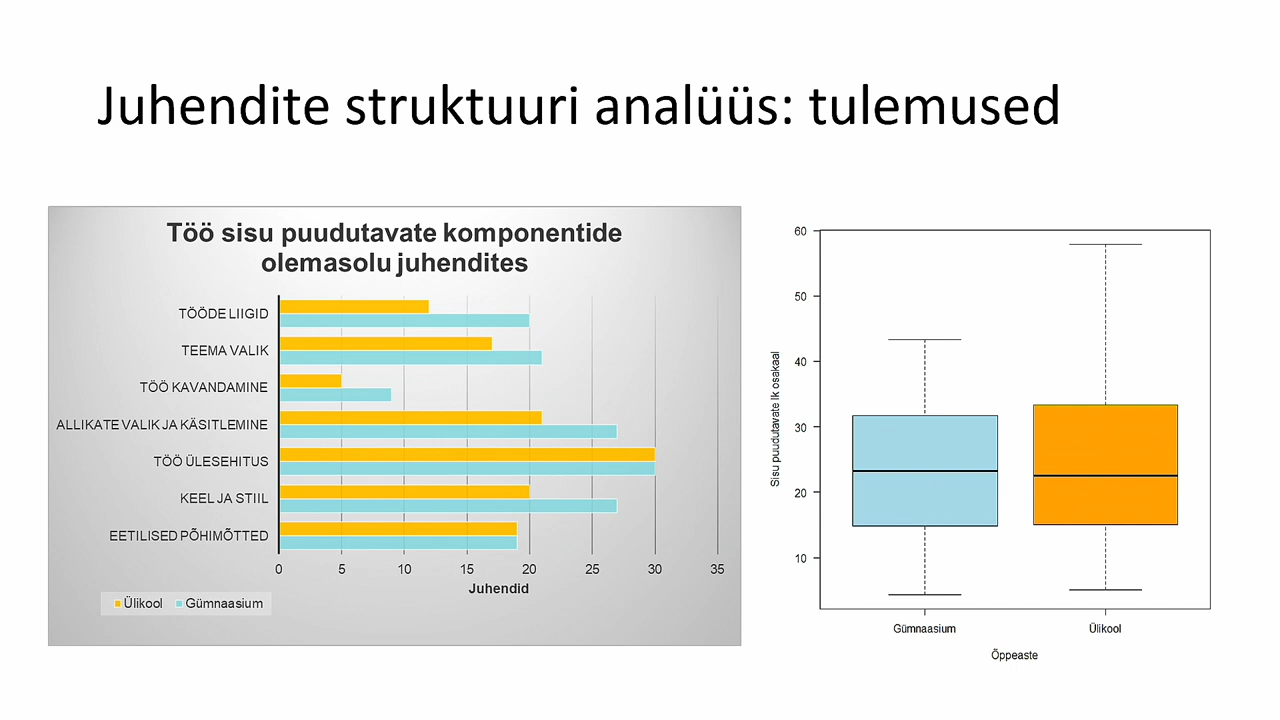 Juhendite struktuuri analüüs: tulemused
Töö sisu puudutavate komponentide
olemasolu juhendites
TÖÖDE LIIGID
TEEMA VALIK
TÖÖ KAVANDAMINE
ALLIKATE VALIK JA KÄSITLEMINE
TÖÖ ÜLESEHITUS
KEEL JA STIIL
EETILISED PÕHIMÕTTED
0 5 10 15 20 25 30 35
Juhendid
Ülikool Gümnaasium
60
50
40
30
20
10
Sisu puudutavate lk osakaal
Gümnaasium Ülikool
Õppeaste